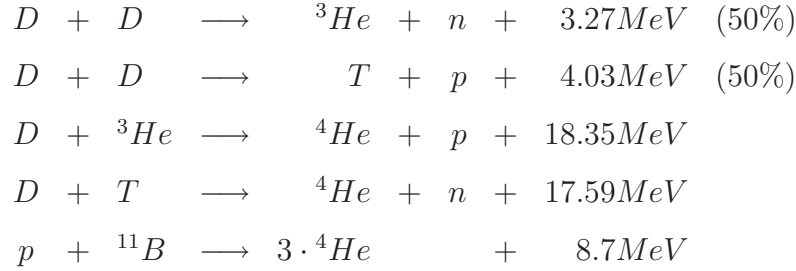 D + D ⟶ ³He + n + 3.27MeV (50%)
D + D ⟶ T + p + 4.03MeV (50%)
D + ³He ⟶ ⁴He + p + 18.35MeV
D + T ⟶ ⁴He + n + 17.59MeV
p + ¹¹B ⟶ 3 · ⁴He + 8.7MeV